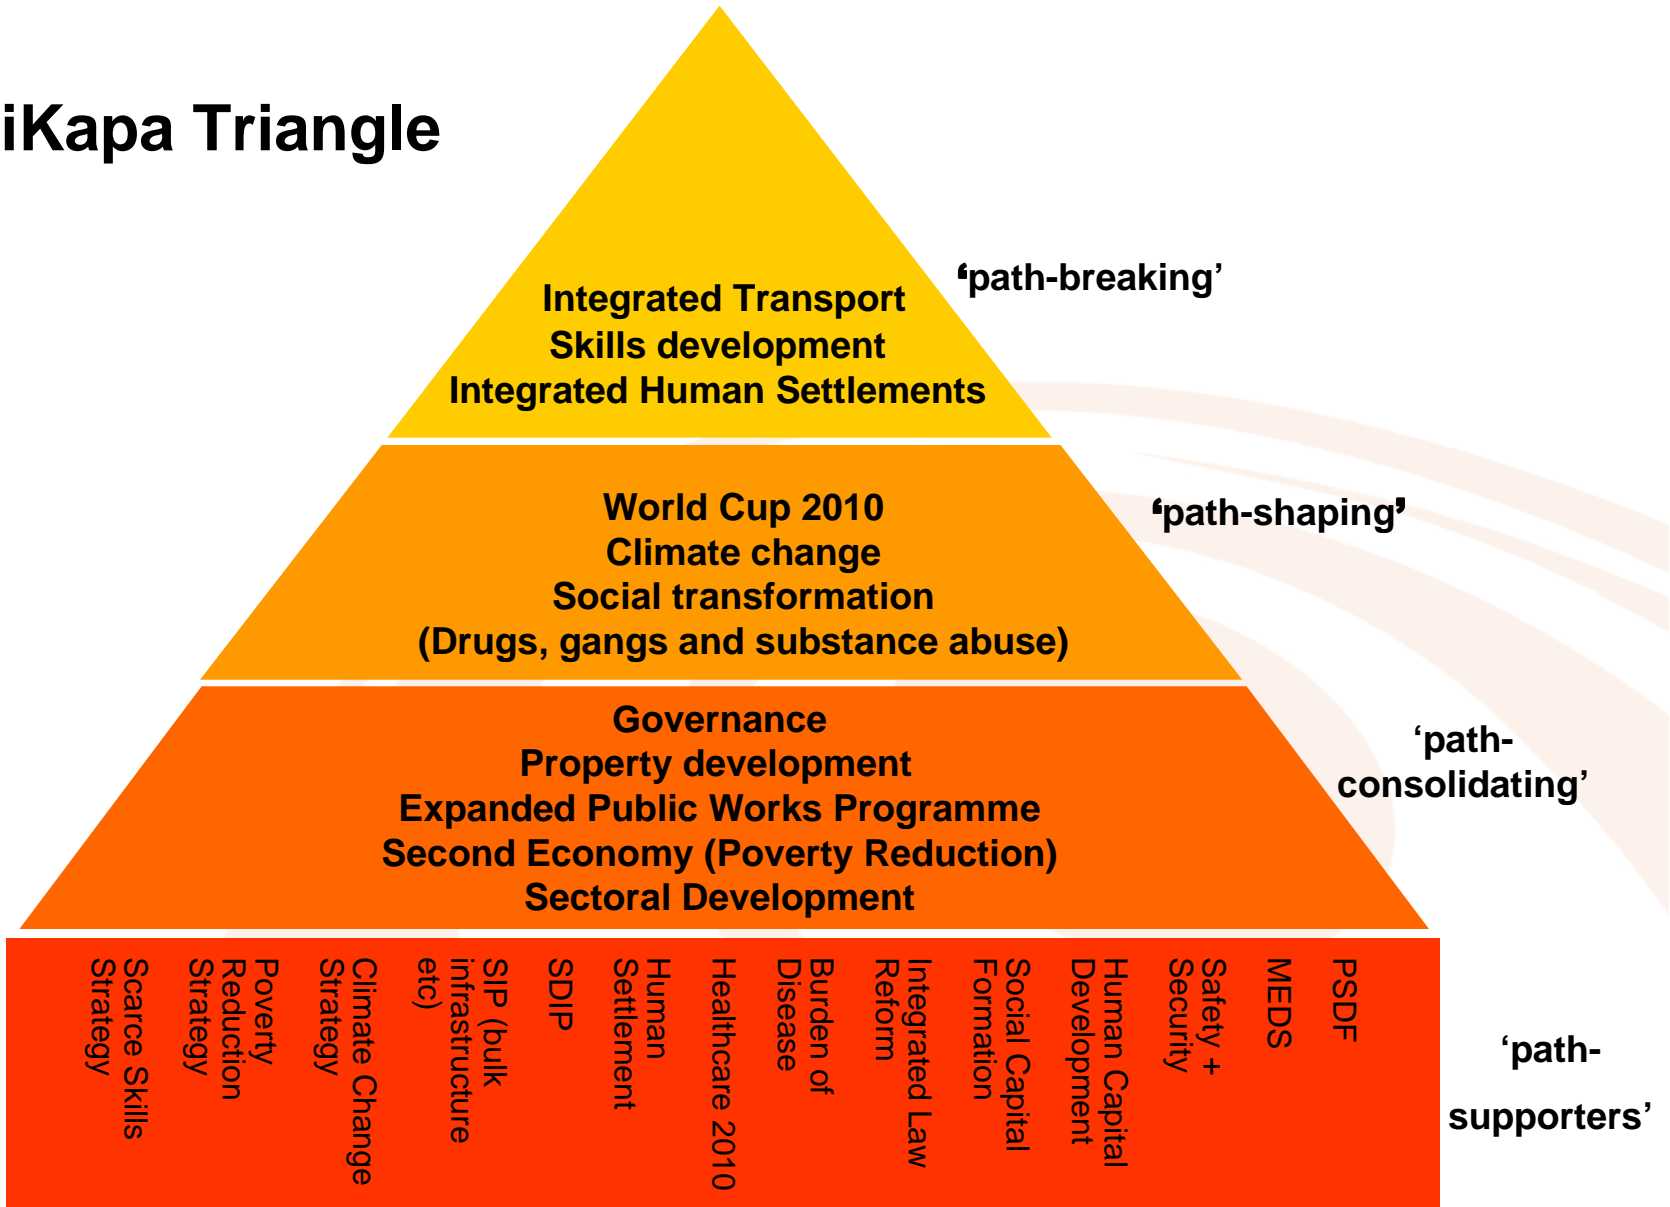 iKapa Triangle
Integrated Transport
Skills development
Integrated Human Settlements
‘path-breaking’
World Cup 2010
Climate change
Social transformation
(Drugs, gangs and substance abuse)
‘path-shaping’
Governance
Property development
Expanded Public Works Programme
Second Economy (Poverty Reduction)
Sectoral Development
‘path-
consolidating’
Scarce Skills
Strategy
Poverty
Reduction
Strategy
Climate Change
Strategy
SIP (bulk
infrastructure
etc)
SDIP
Human
Settlement
Healthcare 2010
Burden of
Disease
Integrated Law
Reform
Social Capital
Formation
Human Capital
Development
Safety +
Security
MEDS
PSDF
‘path-
supporters’